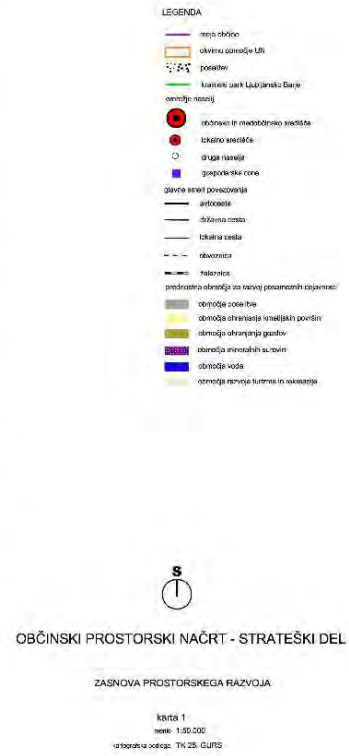 LEGENDA
meja občine
okvirno območje UN
poselitev
krajinski park Ljubljansko Barje
omrežje naselij
občinsko in medobčinsko središče
lokalno središče
druga naselja
gospodarske cone
glavne smeri povezovanja
avtocesta
državna cesta
lokalna cesta
obvoznica
železnica
prednostna območja za razvoj posameznih dejavnosti
območja poselitve
območja ohranjanja kmetijskih površin
območja ohranjanja gozdov
območja mineralnih surovin
območja voda
območja razvoja turizma in rekreacije
S
OBČINSKI PROSTORSKI NAČRT - STRATEŠKI DEL
ZASNOVA PROSTORSKEGA RAZVOJA
karta 1
merilo 1:50.000
kartografska podlaga TK 25, GURS